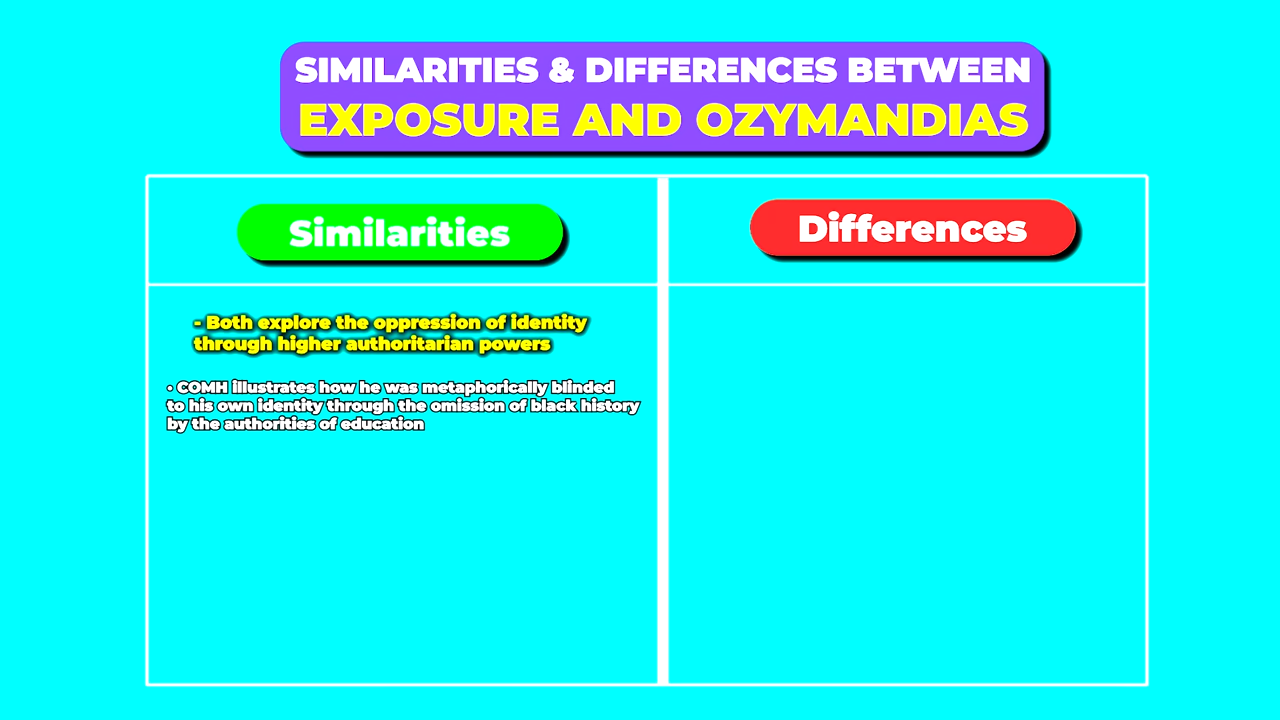 SIMILARITIES & DIFFERENCES BETWEEN
EXPOSURE AND OZYMANDIAS
Similarities
Differences
- Both explore the oppression of identity
through higher authoritarian powers
• COMH illustrates how he was metaphorically blinded
to his own identity through the omission of black history
by the authorities of education